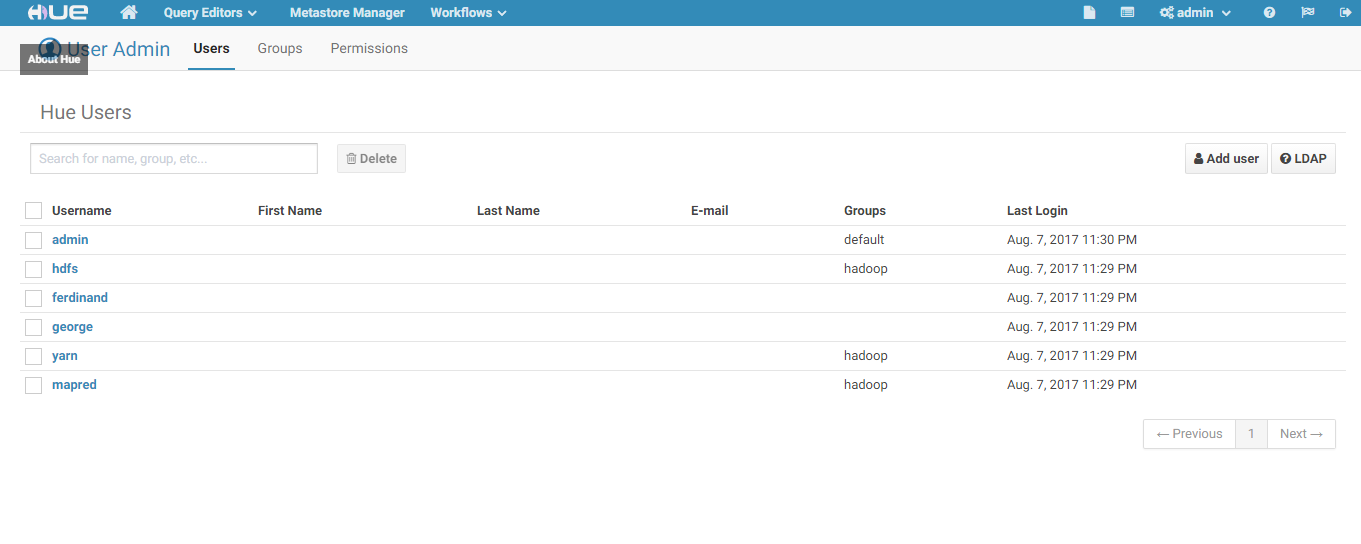 HUE Query Editors Metastore Manager Workflows admin
User Admin Users Groups Permissions
About Hue
Hue Users
Search for name, group, etc... Delete Add user LDAP
Username First Name Last Name E-mail Groups Last Login
admin default Aug. 7, 2017 11:30 PM
hdfs hadoop Aug. 7, 2017 11:29 PM
ferdinand Aug. 7, 2017 11:29 PM
george Aug. 7, 2017 11:29 PM
yarn hadoop Aug. 7, 2017 11:29 PM
mapred hadoop Aug. 7, 2017 11:29 PM
← Previous 1 Next →